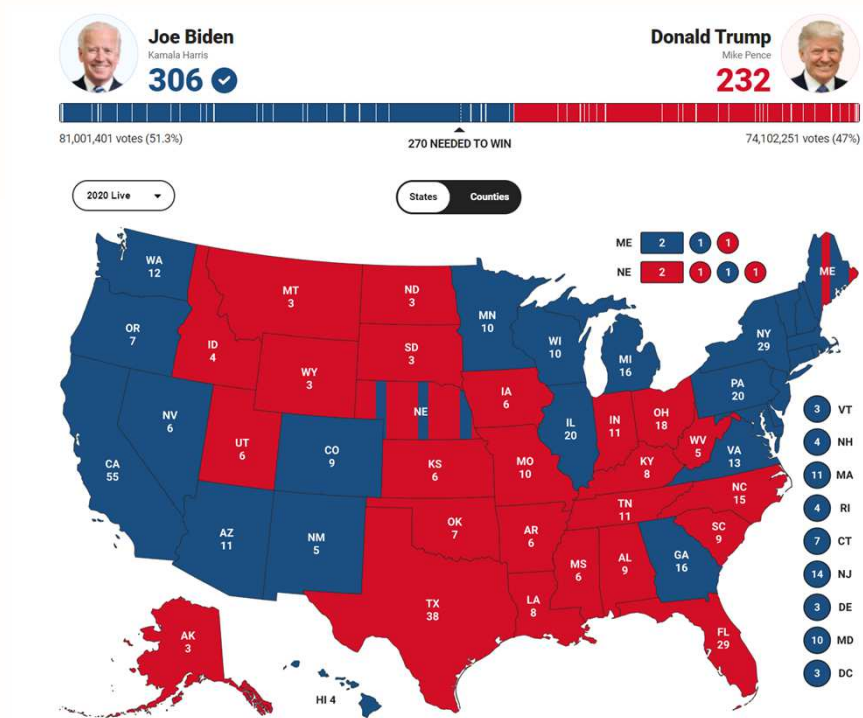 Joe Biden
Kamala Harris
306
Donald Trump
Mike Pence
232
81,001,401 votes (51.3%)
270 NEEDED TO WIN
74,102,251 votes (47%)
2020 Live
States
Counties
ME 2 1 1
NE 2 1 1 1
WA
12
OR
7
CA
55
NV
6
ID
4
MT
3
WY
3
UT
6
AZ
11
CO
9
NM
5
ND
3
SD
3
NE
KS
6
OK
7
TX
38
MN
10
IA
6
MO
10
AR
6
LA
8
WI
10
IL
20
MI
16
IN
11
OH
18
KY
8
TN
11
MS
6
AL
9
GA
16
FL
29
SC
9
NC
15
VA
13
WV
5
PA
20
NY
29
ME
AK
3
HI 4
3 VT
4 NH
11 MA
4 RI
7 CT
14 NJ
3 DE
10 MD
3 DC